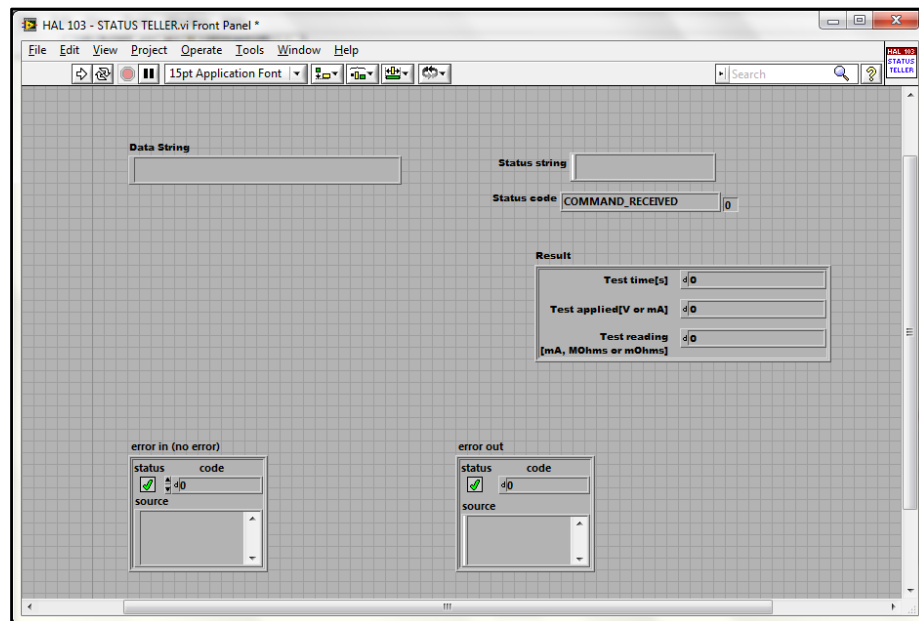 HAL 103 - STATUS TELLER.vi Front Panel *
File Edit View Project Operate Tools Window Help
HAL 103
STATUS
TELLER
15pt Application Font
Search
Data String
Status string
Status code COMMAND_RECEIVED 0
Result
Test time[s] d 0
Test applied[V or mA] d 0
Test reading d 0
[mA, MOhms or mOhms]
error in (no error)
status code
d 0
source
error out
status code
d 0
source